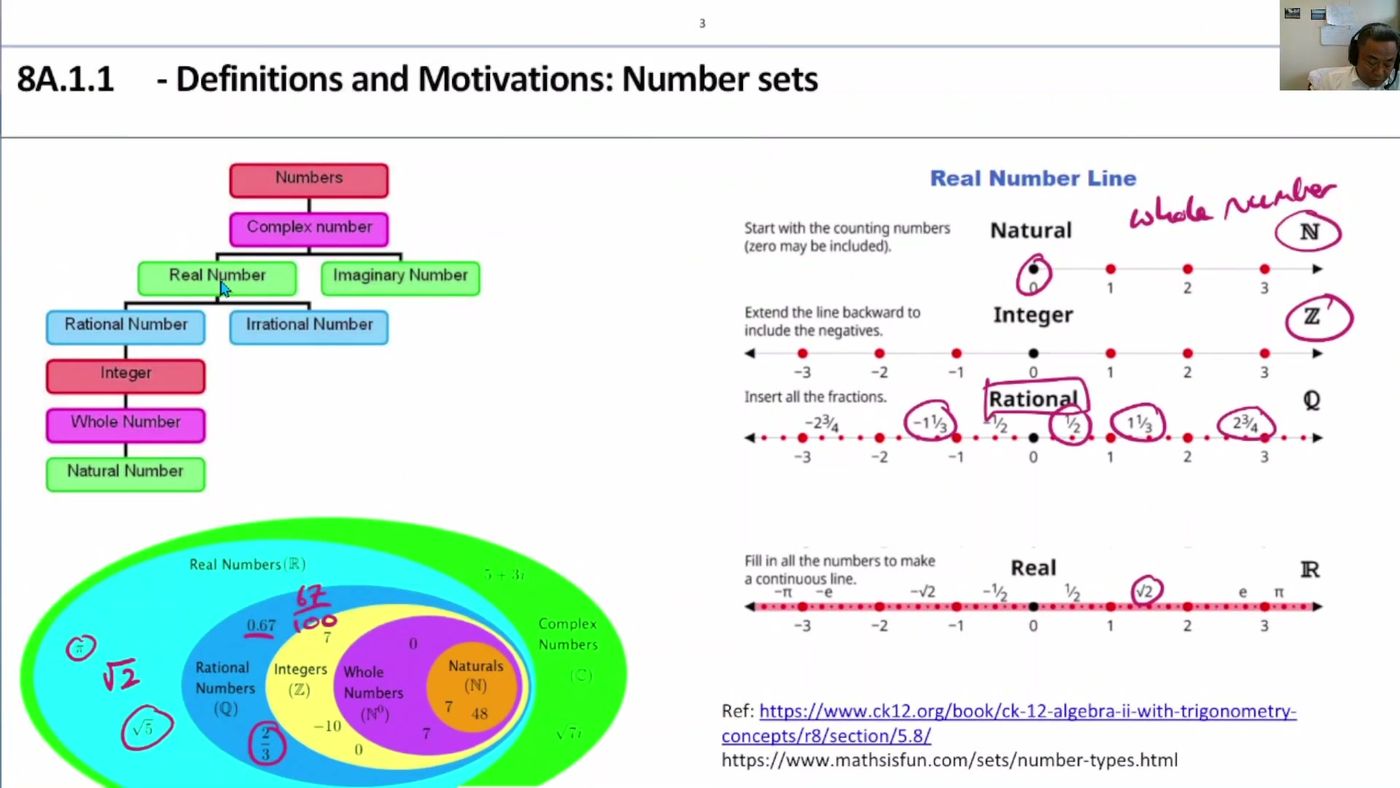 3
8A.1.1 - Definitions and Motivations: Number sets
Numbers
Complex number
Real Number Imaginary Number
Rational Number Irrational Number
Integer
Whole Number
Natural Number
Real Number Line
whole number
Start with the counting numbers
(zero may be included).
Natural
ℕ
0 1 2 3
Extend the line backward to
include the negatives.
Integer
ℤ
−3 −2 −1 0 1 2 3
Insert all the fractions.
Rational
ℚ
−2¾ −1⅓ −½ ½ 1⅓ 2¾
−3 −2 −1 0 1 2 3
Fill in all the numbers to make
a continuous line.
Real
ℝ
−π −e −√2 −½ ½ √2 e π
−3 −2 −1 0 1 2 3
Real Numbers (ℝ)
5 + 3i
67
100
0.67
7
0
Complex
Numbers
(ℂ)
π
√2
√5
Rational
Numbers
(ℚ)
Integers
(ℤ)
Whole
Numbers
(ℕ⁰)
Naturals
(ℕ)
7 48
−10
7
0
2
3
√7i
Ref: https://www.ck12.org/book/ck-12-algebra-ii-with-trigonometry-
concepts/r8/section/5.8/
https://www.mathsisfun.com/sets/number-types.html